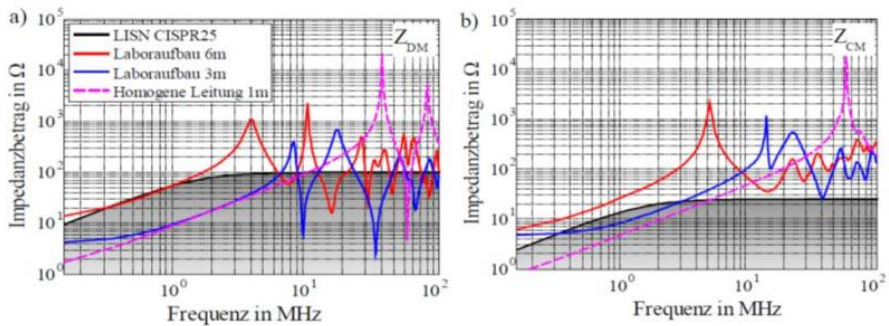 a)
Z_DM
LISN CISPR25
Laboraufbau 6m
Laboraufbau 3m
Homogene Leitung 1m
Impedanzbetrag in Ω
10^5
10^4
10^3
10^2
10^1
10^0
10^0
10^1
10^2
Frequenz in MHz
b)
Z_CM
Impedanzbetrag in Ω
10^5
10^4
10^3
10^2
10^1
10^0
10^0
10^1
10^2
Frequenz in MHz